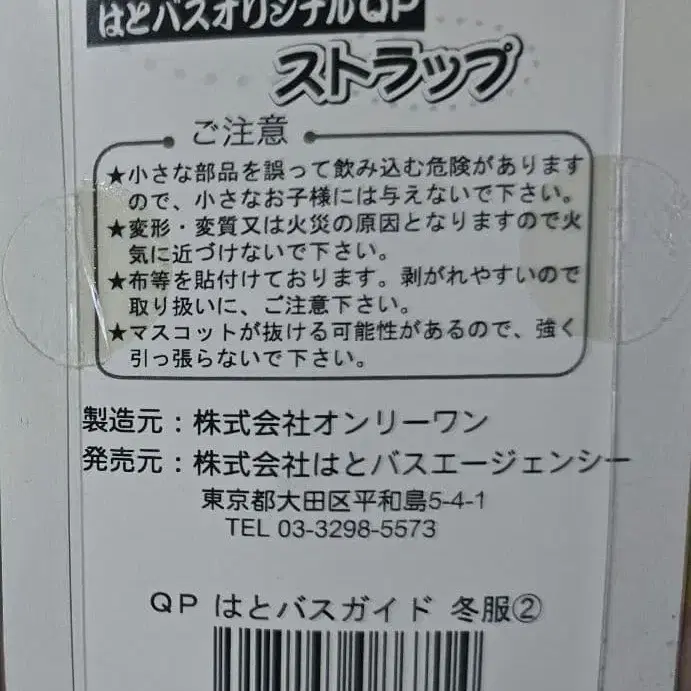 はとバスオリジナルQP
ストラップ
ご注意
★小さな部品を誤って飲み込む危険があります
ので、小さなお子様には与えないで下さい。
★変形・変質又は火災の原因となりますので火
気に近づけないで下さい。
★布等を貼付けております。剥がれやすいので
取り扱いに、ご注意下さい。
★マスコットが抜ける可能性があるので、強く
引っ張らないで下さい。
製造元：株式会社オンリーワン
発売元：株式会社はとバスエージェンシー
東京都大田区平和島5-4-1
TEL 03-3298-5573
QP はとバスガイド 冬服②